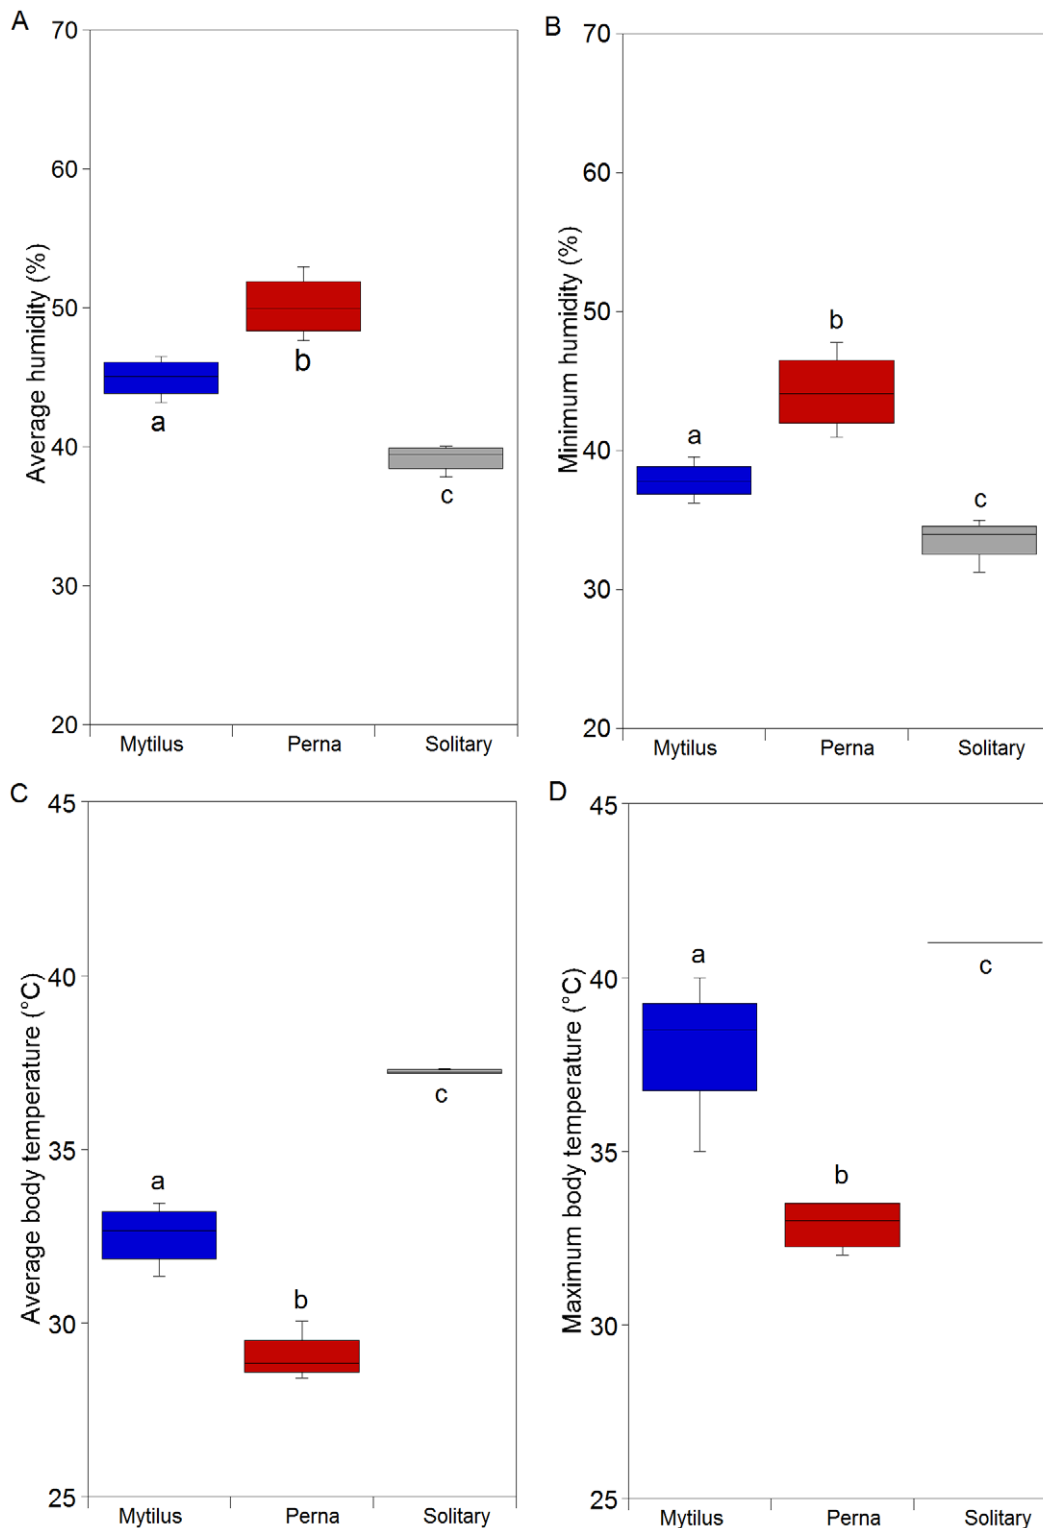 A
70
60
50
40
30
20
Average humidity (%)
a
b
c
Mytilus Perna Solitary
B
70
60
50
40
30
20
Minimum humidity (%)
a
b
c
Mytilus Perna Solitary
C
45
40
35
30
25
Average body temperature (°C)
a
b
c
Mytilus Perna Solitary
D
45
40
35
30
25
Maximum body temperature (°C)
a
b
c
Mytilus Perna Solitary